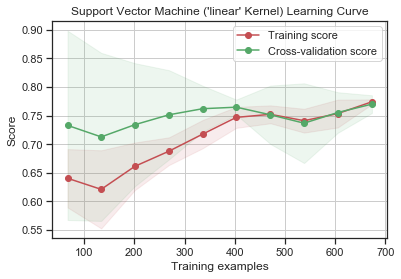 Support Vector Machine ('linear' Kernel) Learning Curve
Training score
Cross-validation score
Score
0.90
0.85
0.80
0.75
0.70
0.65
0.60
0.55
100 200 300 400 500 600 700
Training examples